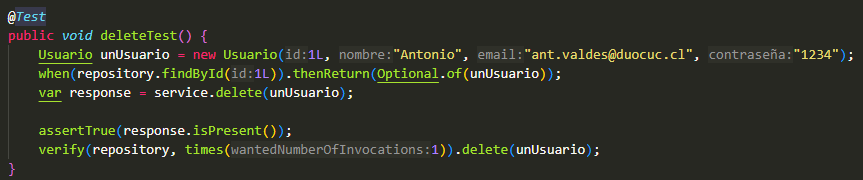 @Test
public void deleteTest() {
Usuario unUsuario = new Usuario(id:1L, nombre:"Antonio", email:"ant.valdes@duocuc.cl", contraseña:"1234");
when(repository.findById(id:1L)).thenReturn(Optional.of(unUsuario));
var response = service.delete(unUsuario);
assertTrue(response.isPresent());
verify(repository, times(wantedNumberOfInvocations:1)).delete(unUsuario);
}